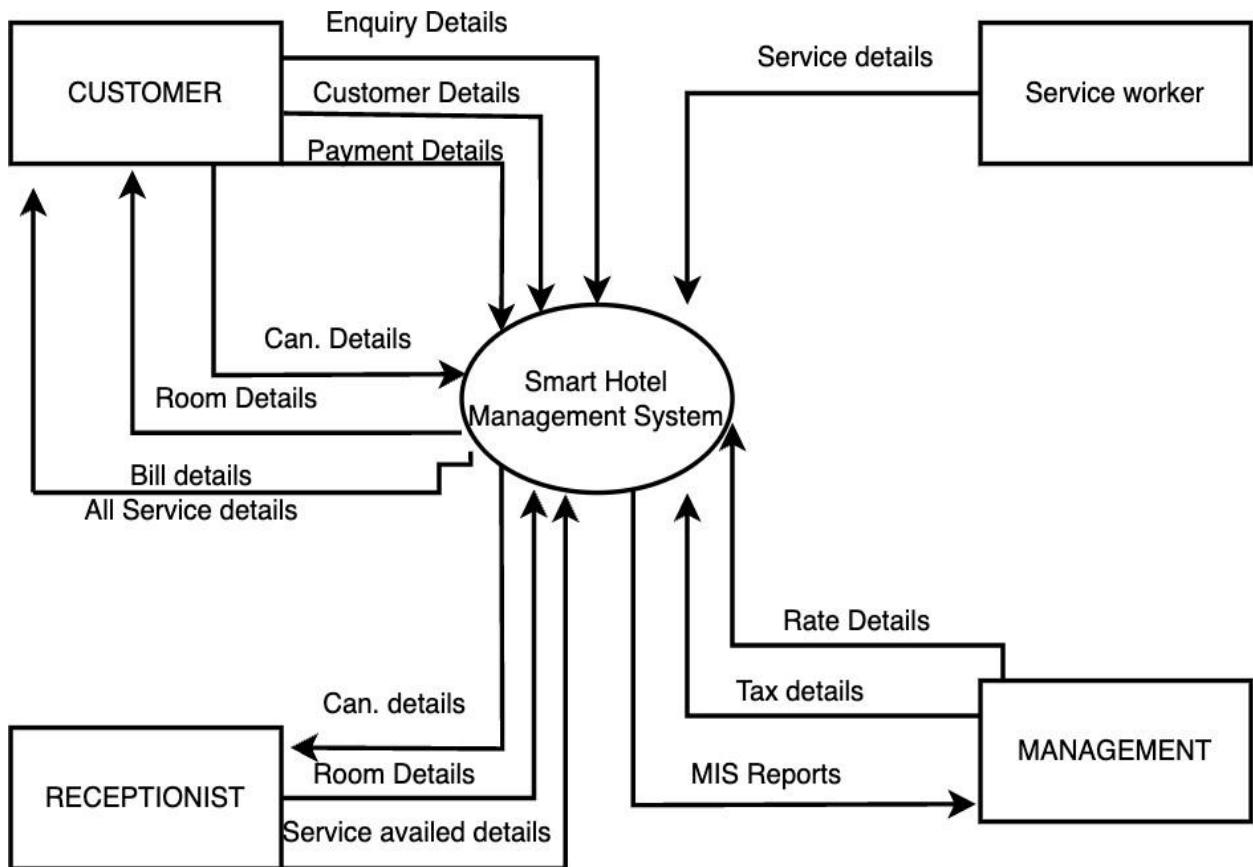 Enquiry Details
CUSTOMER
Customer Details
Payment Details
Service details
Service worker
Can. Details
Room Details
Bill details
All Service details
Smart Hotel
Management System
Rate Details
Tax details
MANAGEMENT
MIS Reports
Can. details
RECEPTIONIST
Room Details
Service availed details